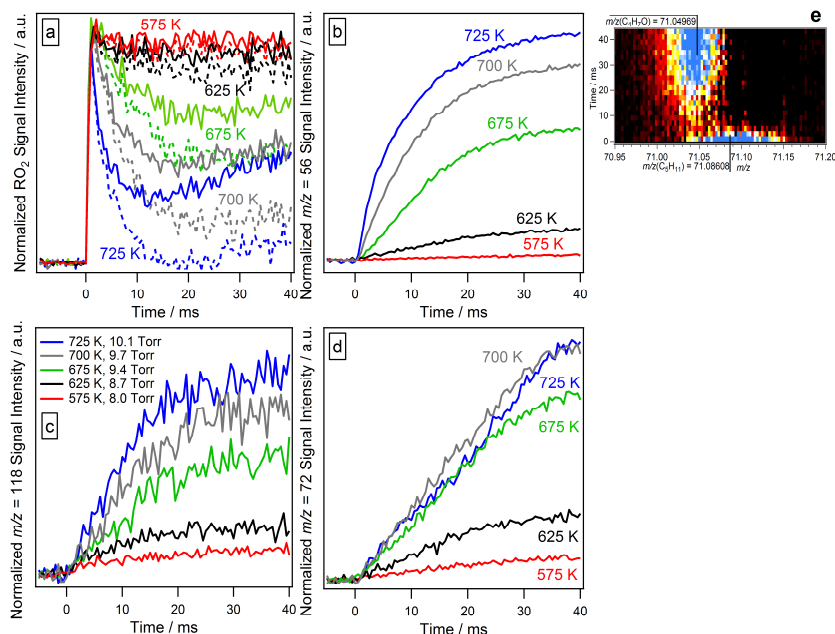 a
Normalized RO2 Signal Intensity / a.u.
575 K
625 K
675 K
700 K
725 K
0 10 20 30 40
Time / ms
b
Normalized m/z = 56 Signal Intensity / a.u.
725 K
700 K
675 K
625 K
575 K
0 10 20 30 40
Time / ms
m/z(C4H7O) = 71.04969
e
Time / ms
40
30
20
10
0
70.95 71.00 71.05 71.10 71.15 71.20
m/z(C5H11) = 71.08608 m/z
c
Normalized m/z = 118 Signal Intensity / a.u.
725 K, 10.1 Torr
700 K, 9.7 Torr
675 K, 9.4 Torr
625 K, 8.7 Torr
575 K, 8.0 Torr
0 10 20 30 40
Time / ms
d
Normalized m/z = 72 Signal Intensity / a.u.
700 K
725 K
675 K
625 K
575 K
0 10 20 30 40
Time / ms